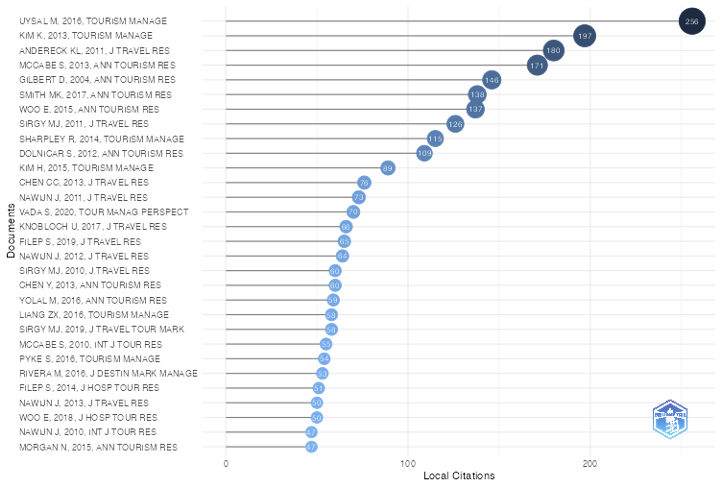 UYSAL M, 2016, TOURISM MANAGE 256
KIM K, 2013, TOURISM MANAGE 197
ANDERECK KL, 2011, J TRAVEL RES 180
MCCABE S, 2013, ANN TOURISM RES 171
GILBERT D, 2004, ANN TOURISM RES 146
SMITH MK, 2017, ANN TOURISM RES 138
WOO E, 2015, ANN TOURISM RES 137
SIRGY MJ, 2011, J TRAVEL RES 126
SHARPLEY R, 2014, TOURISM MANAGE 115
DOLNICAR S, 2012, ANN TOURISM RES 109
KIM H, 2015, TOURISM MANAGE 89
CHEN CC, 2013, J TRAVEL RES 76
NAWIJN J, 2011, J TRAVEL RES 73
VADA S, 2020, TOUR MANAG PERSPECT 70
KNOBLOCH U, 2017, J TRAVEL RES 66
FILEP S, 2019, J TRAVEL RES 65
NAWIJN J, 2012, J TRAVEL RES 64
SIRGY MJ, 2010, J TRAVEL RES 60
CHEN Y, 2013, ANN TOURISM RES 60
YOLAL M, 2016, ANN TOURISM RES 59
LIANG ZX, 2016, TOURISM MANAGE 58
SIRGY MJ, 2019, J TRAVEL TOUR MARK 58
MCCABE S, 2010, INT J TOUR RES 55
PYKE S, 2016, TOURISM MANAGE 54
RIVERA M, 2016, J DESTIN MARK MANAGE 53
FILEP S, 2014, J HOSP TOUR RES 51
NAWIJN J, 2013, J TRAVEL RES 50
WOO E, 2018, J HOSP TOUR RES 50
NAWIJN J, 2010, INT J TOUR RES 47
MORGAN N, 2015, ANN TOURISM RES 47
Documents
0 100 200
Local Citations